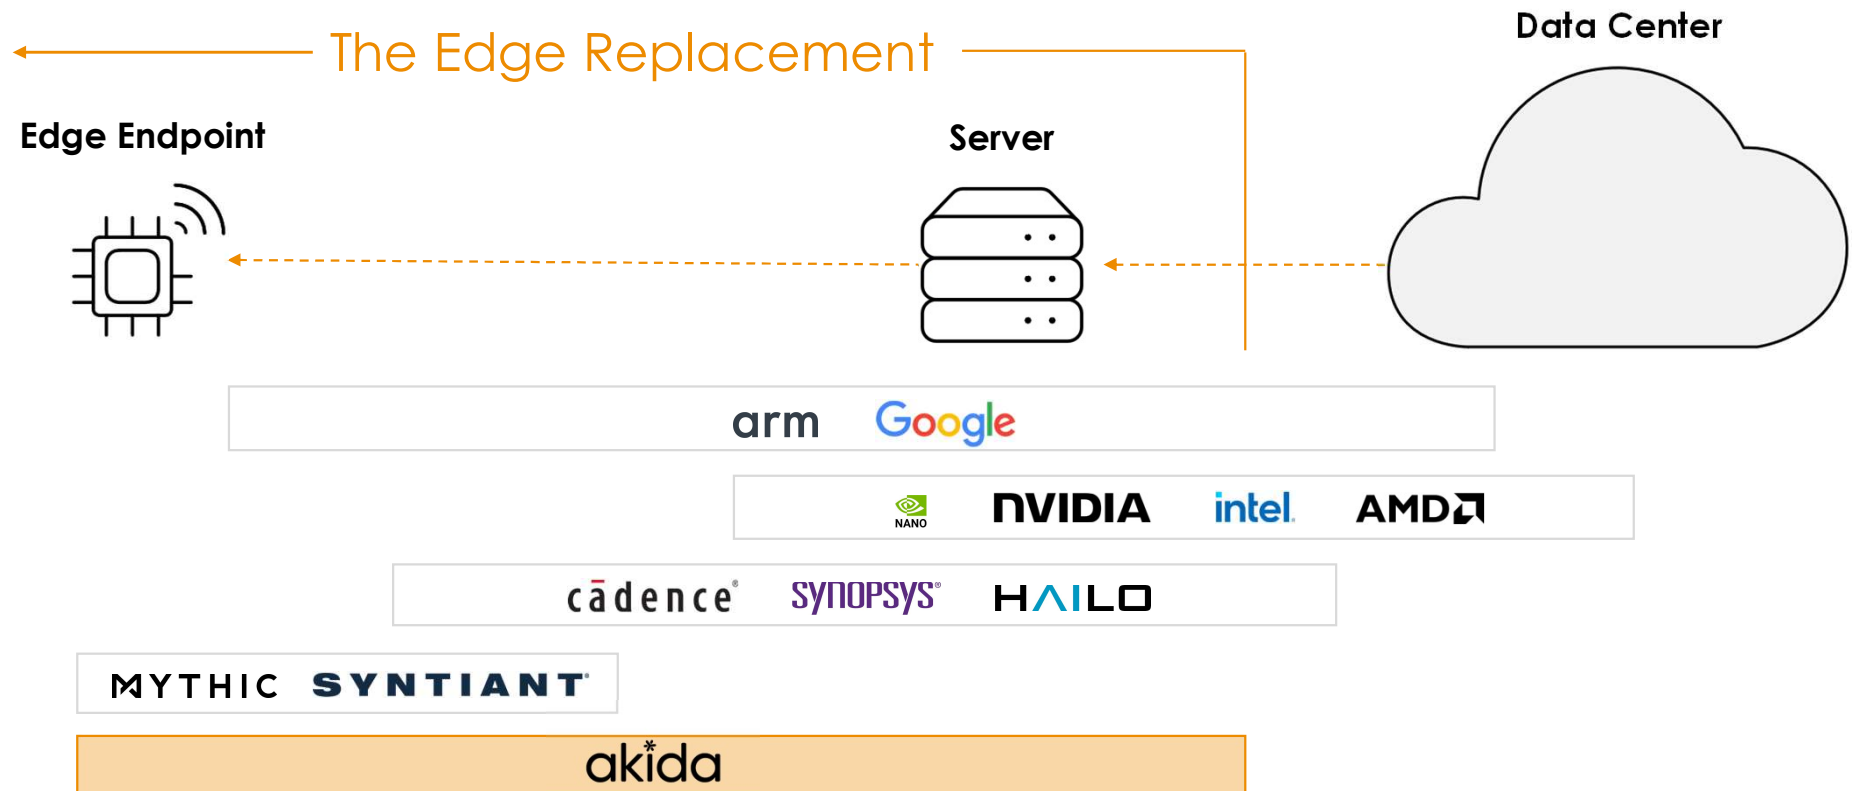 The Edge Replacement
Data Center
Edge Endpoint
Server
arm Google
NANO NVIDIA intel. AMD
cādence® SYNOPSYS® HAILO
MYTHIC SYNTIANT
akida